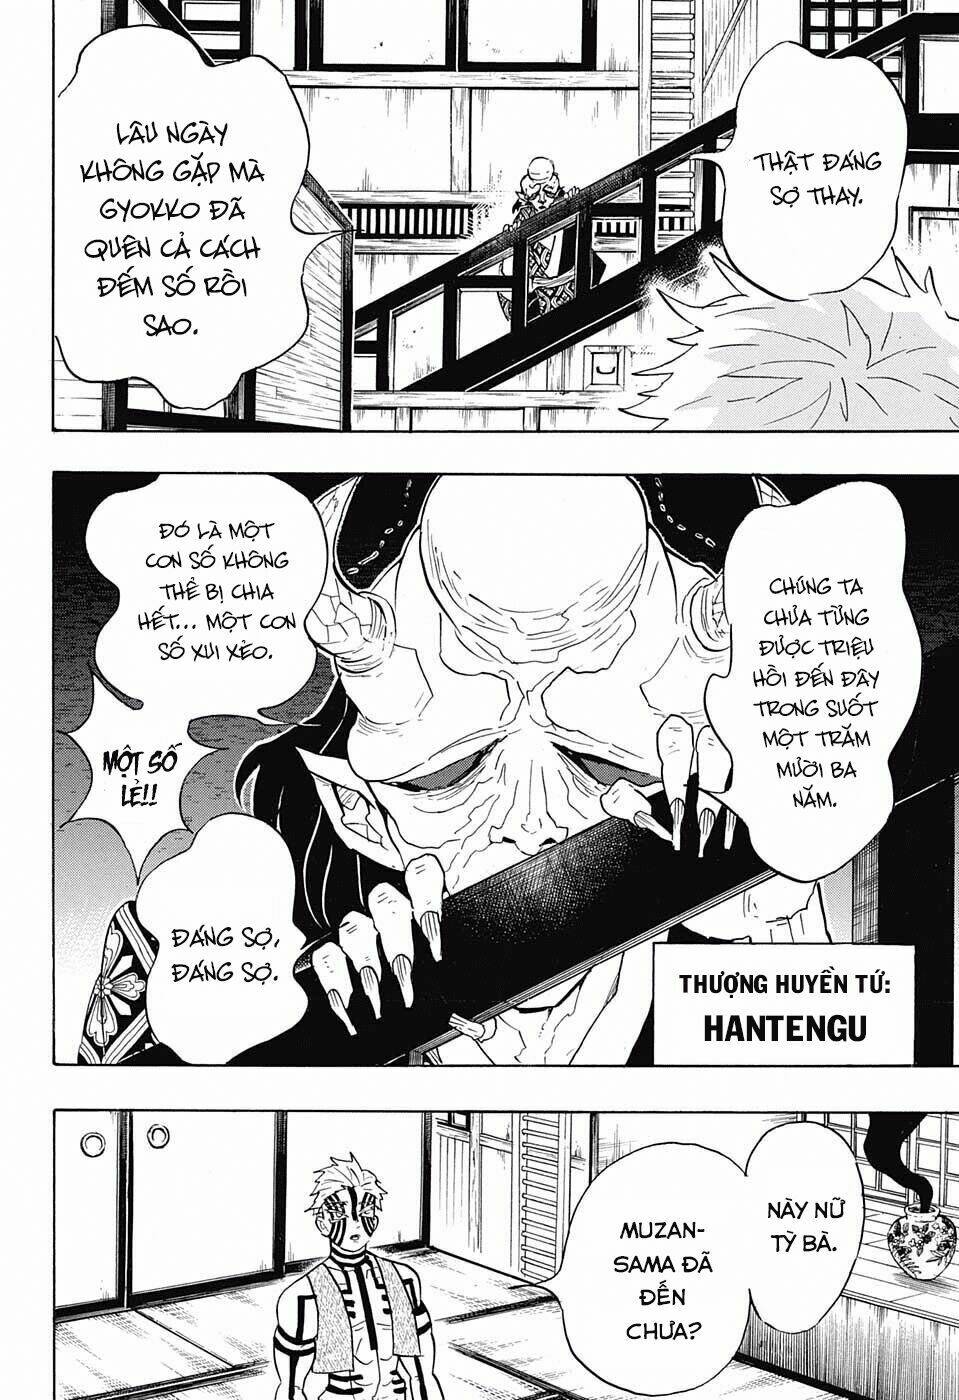 THẬT ĐÁNG
SỢ THAY.
LÂU NGÀY
KHÔNG GẶP MÀ
GYOKKO ĐÃ
QUÊN CẢ CÁCH
ĐẾM SỐ RỒI
SAO.
CHÚNG TA
CHƯA TỪNG
ĐƯỢC TRIỆU
HỒI ĐẾN ĐÂY
TRONG SUỐT
MỘT TRĂM
MƯỜI BA
NĂM.
ĐÓ LÀ MỘT
CON SỐ KHÔNG
THỂ BỊ CHIA
HẾT... MỘT CON
SỐ XUI XẺO.
MỘT SỐ
LẺ!!
ĐÁNG SỢ,
ĐÁNG SỢ.
THƯỢNG HUYỀN TỨ:
HANTENGU
NÀY NỮ
TỲ BÀ.
MUZAN-
SAMA ĐÃ
ĐẾN
CHƯA?